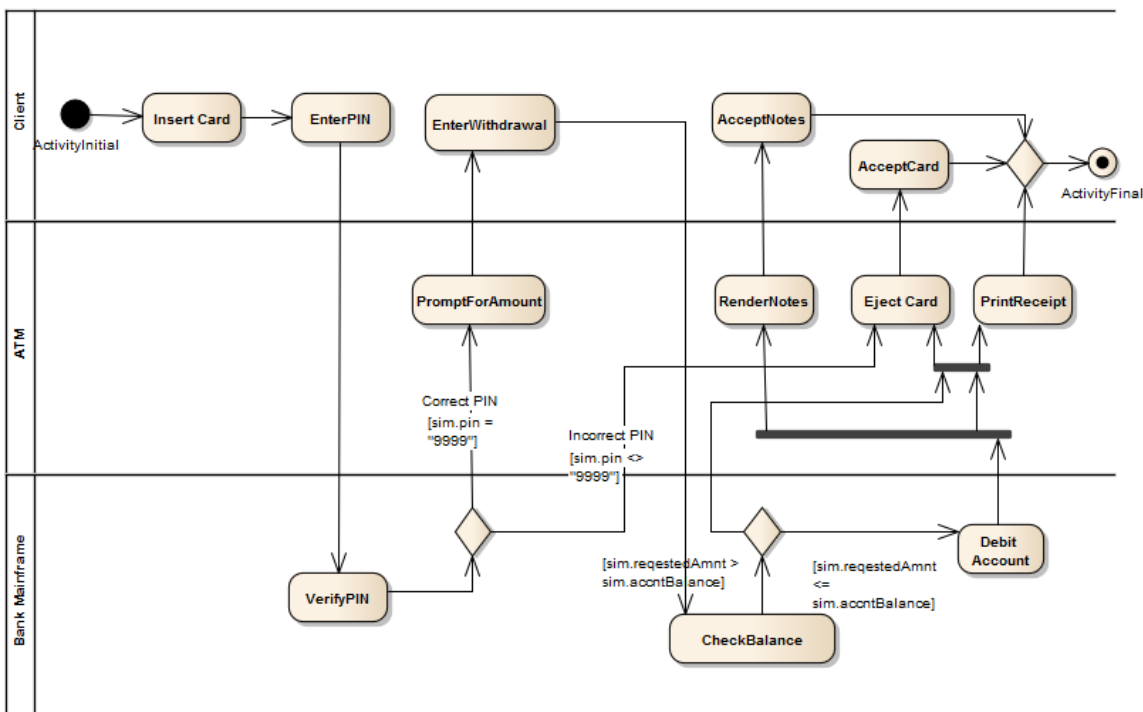 Client
ActivityInitial
Insert Card
EnterPIN
EnterWithdrawal
AcceptNotes
AcceptCard
ActivityFinal
ATM
PromptForAmount
RenderNotes
Eject Card
PrintReceipt
Correct PIN
[sim.pin =
"9999"]
Incorrect PIN
[sim.pin <>
"9999"]
Bank Mainframe
VerifyPIN
[sim.reqestedAmnt >
sim.accntBalance]
[sim.reqestedAmnt
<=
sim.accntBalance]
Debit
Account
CheckBalance